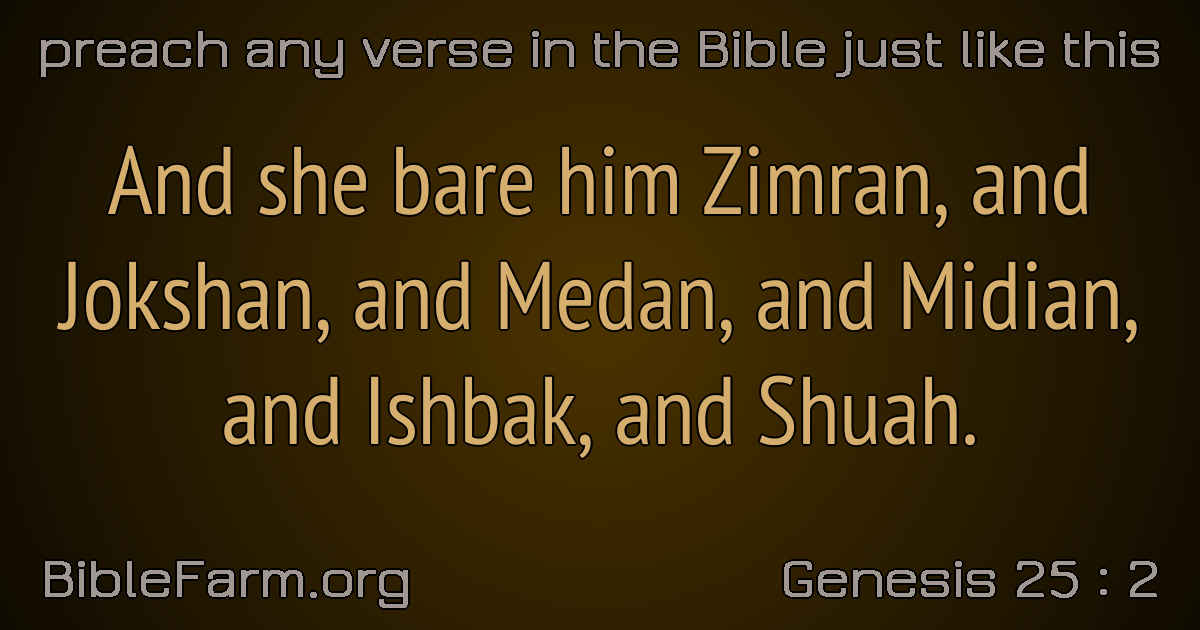 preach any verse in the Bible just like this
And she bare him Zimran, and
Jokshan, and Medan, and Midian,
and Ishbak, and Shuah.
BibleFarm.org
Genesis 25 : 2